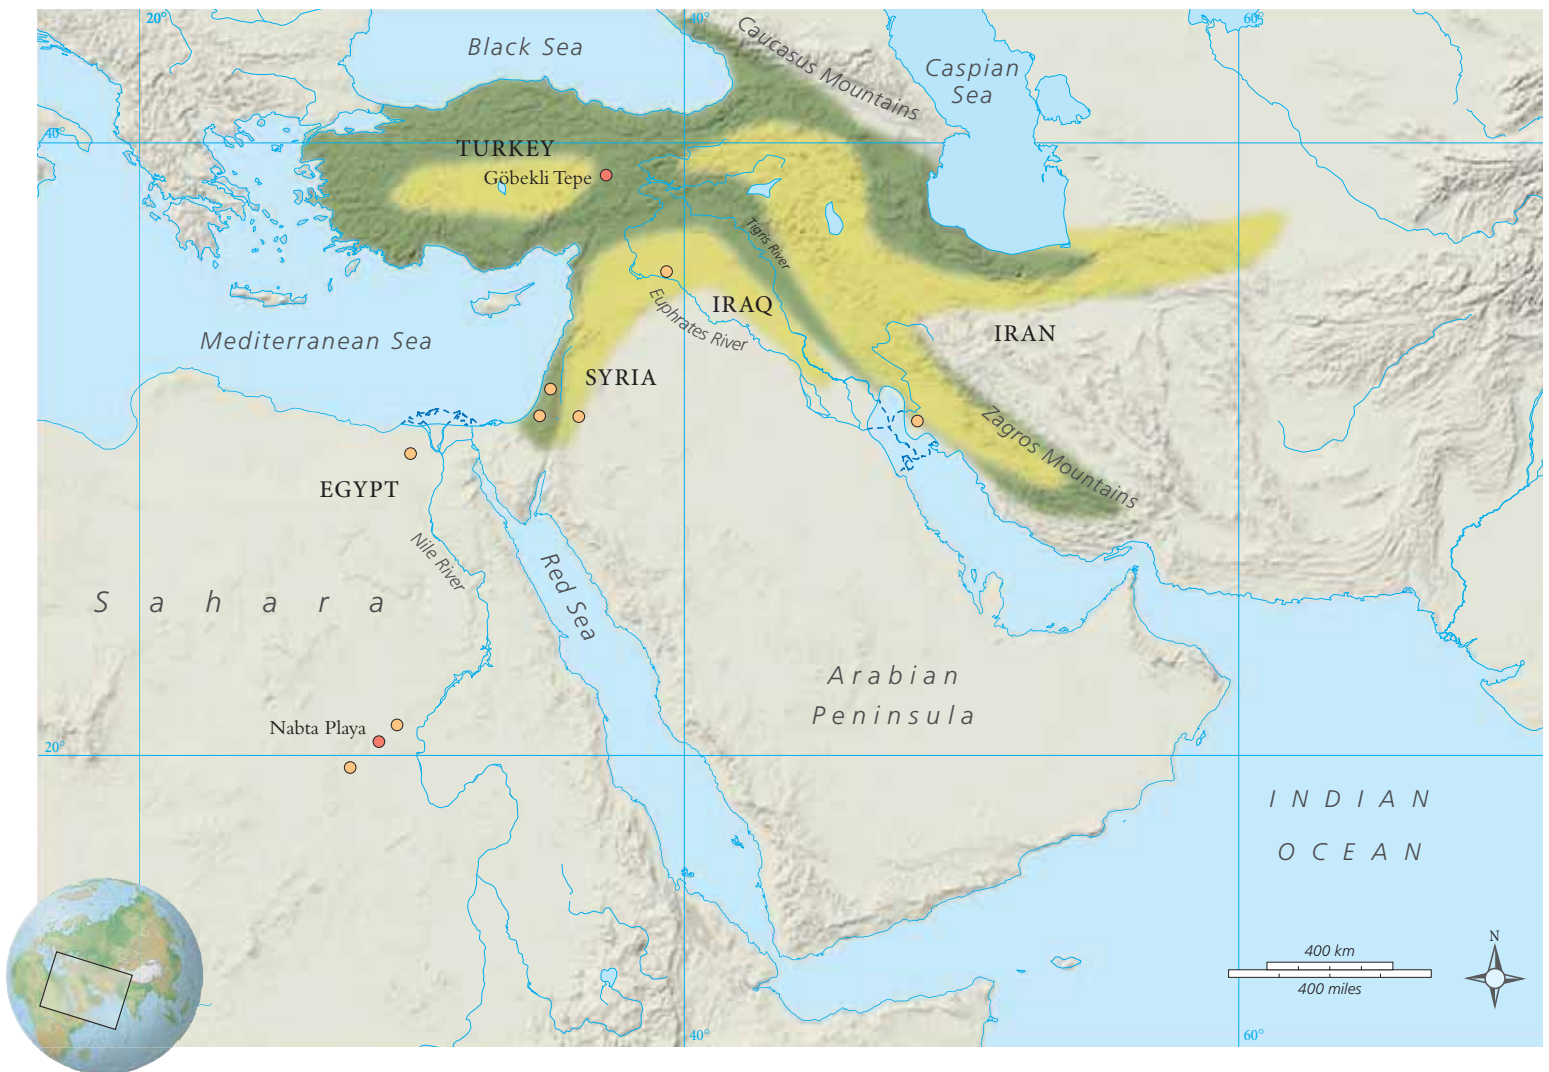 20°
40°
60°
Black Sea
Caucasus Mountains
Caspian
Sea
40°
TURKEY
Göbekli Tepe
Tigris River
Euphrates River
IRAQ
IRAN
Mediterranean Sea
SYRIA
Zagros Mountains
EGYPT
Nile River
Red Sea
Sahara
Arabian
Peninsula
Nabta Playa
20°
INDIAN
OCEAN
N
400 km
400 miles
40°
60°